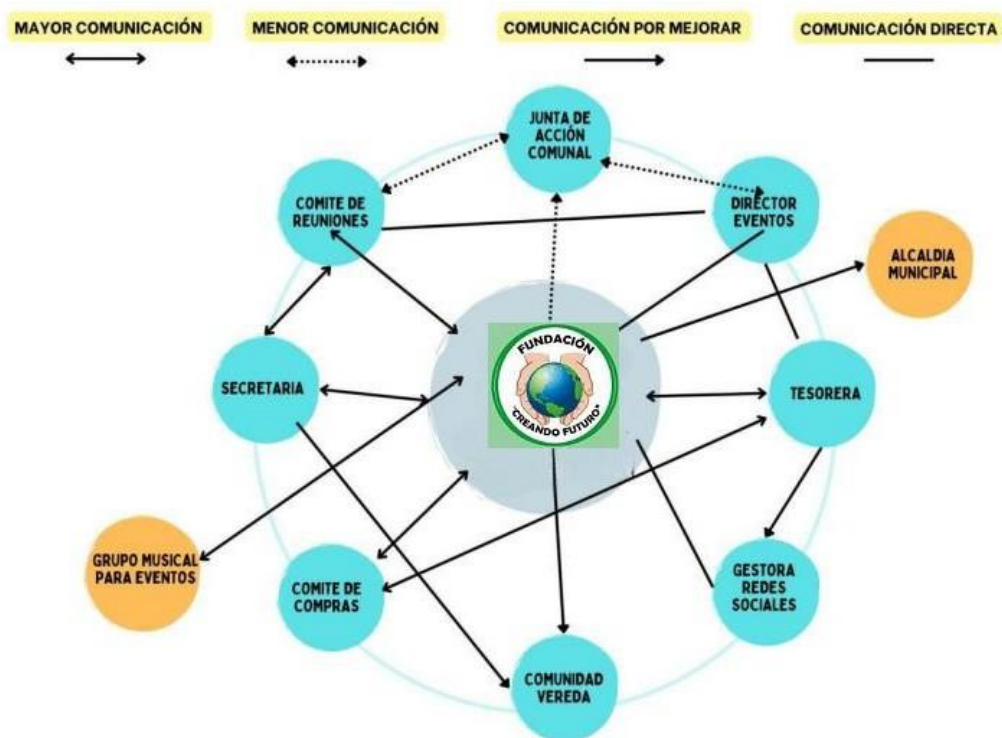 MAYOR COMUNICACIÓN
MENOR COMUNICACIÓN
COMUNICACIÓN POR MEJORAR
COMUNICACIÓN DIRECTA
JUNTA DE
ACCIÓN
COMUNAL
COMITE DE
REUNIONES
DIRECTOR
EVENTOS
ALCALDIA
MUNICIPAL
FUNDACIÓN
"CREANDO FUTURO"
SECRETARIA
TESORERA
GRUPO MUSICAL
PARA EVENTOS
COMITE DE
COMPRAS
GESTORA
REDES
SOCIALES
COMUNIDAD
VEREDA